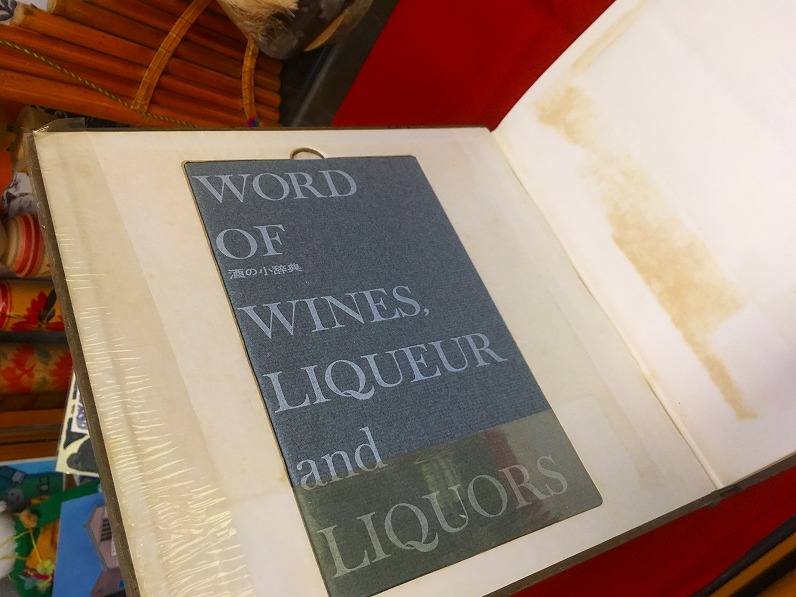 WORD
OF
酒の小辞典
WINES,
LIQUEUR
and
LIQUORS